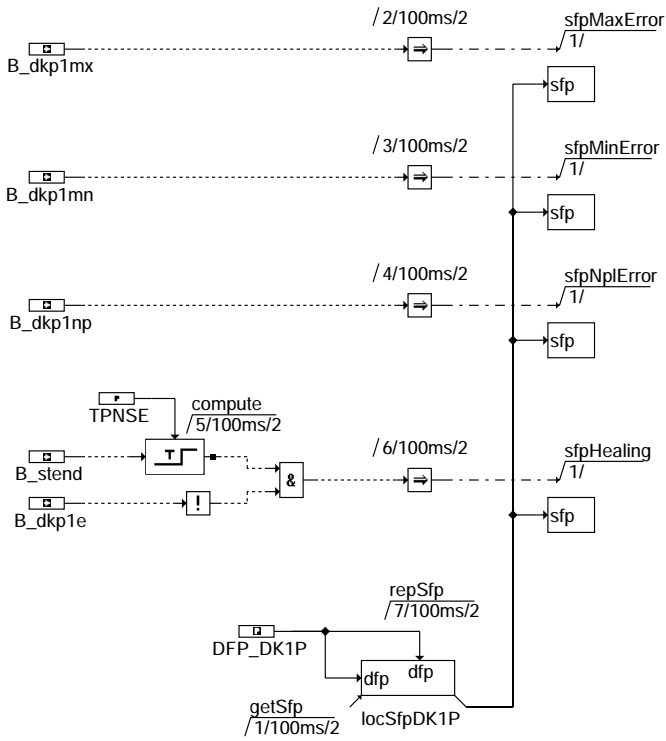 /2/100ms/2
sfpMaxError
1/
B_dkp1mx
sfp
/3/100ms/2
sfpMinError
1/
B_dkp1mn
sfp
/4/100ms/2
sfpNplError
1/
B_dkp1np
sfp
TPNSE
compute
/5/100ms/2
T
B_stend
&
/6/100ms/2
sfpHealing
1/
!
B_dkp1e
sfp
repSfp
/7/100ms/2
DFP_DK1P
dfp
dfp
getSfp
/1/100ms/2
locSfpDK1P